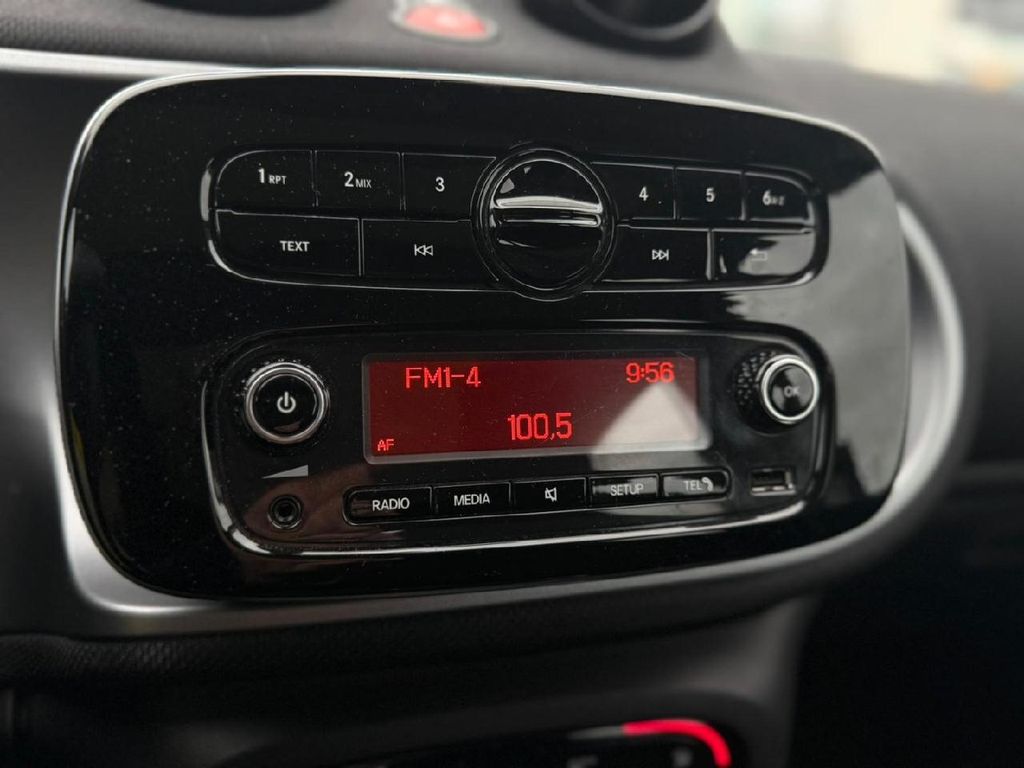 1 RPT 2 MIX 3 4 5 6
TEXT
FM1-4 9:56
100,5
AF
OK
RADIO MEDIA SETUP TEL